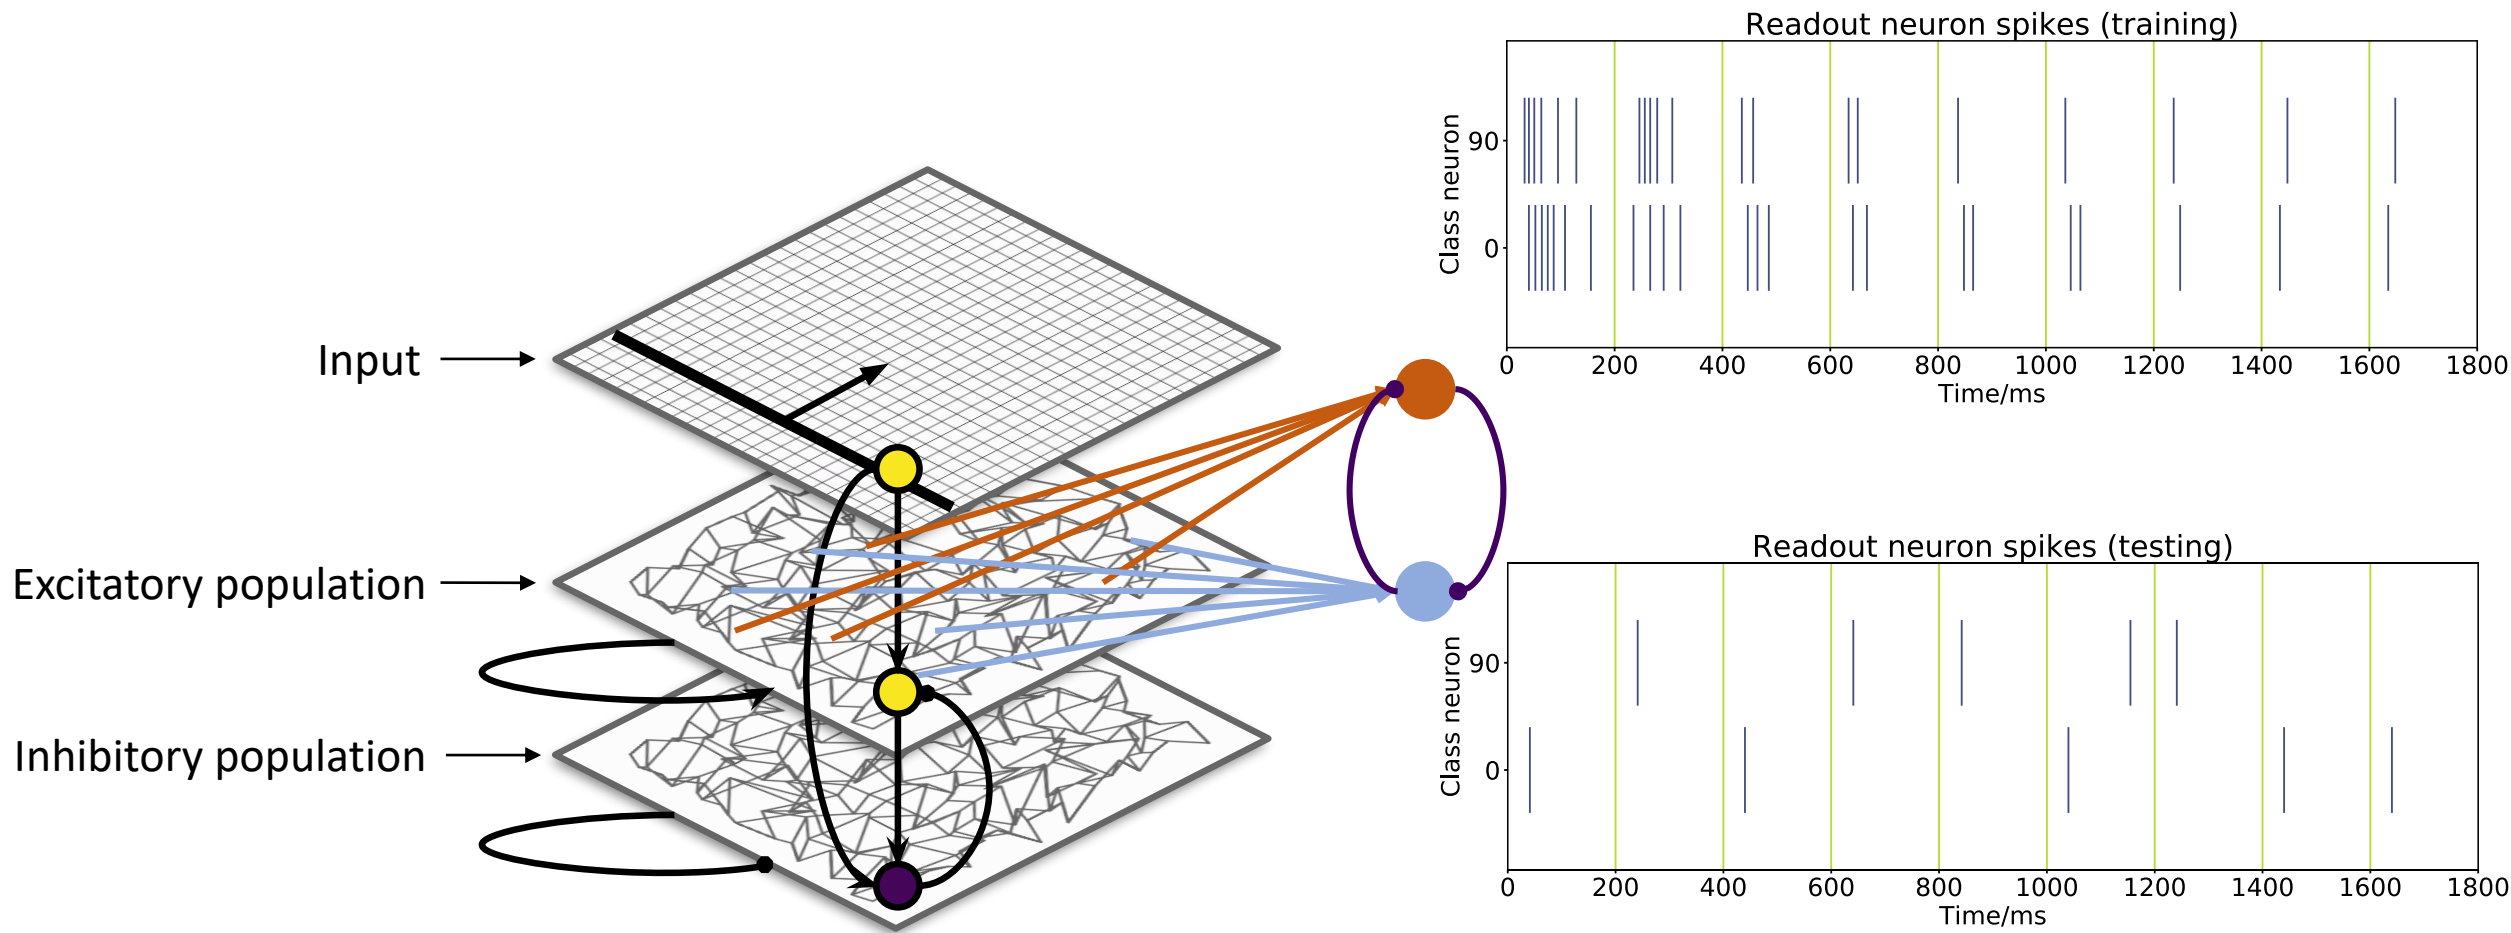 Input
Excitatory population
Inhibitory population
Readout neuron spikes (training)
Class neuron
90
0
0 200 400 600 800 1000 1200 1400 1600 1800
Time/ms
Readout neuron spikes (testing)
Class neuron
90
0
0 200 400 600 800 1000 1200 1400 1600 1800
Time/ms